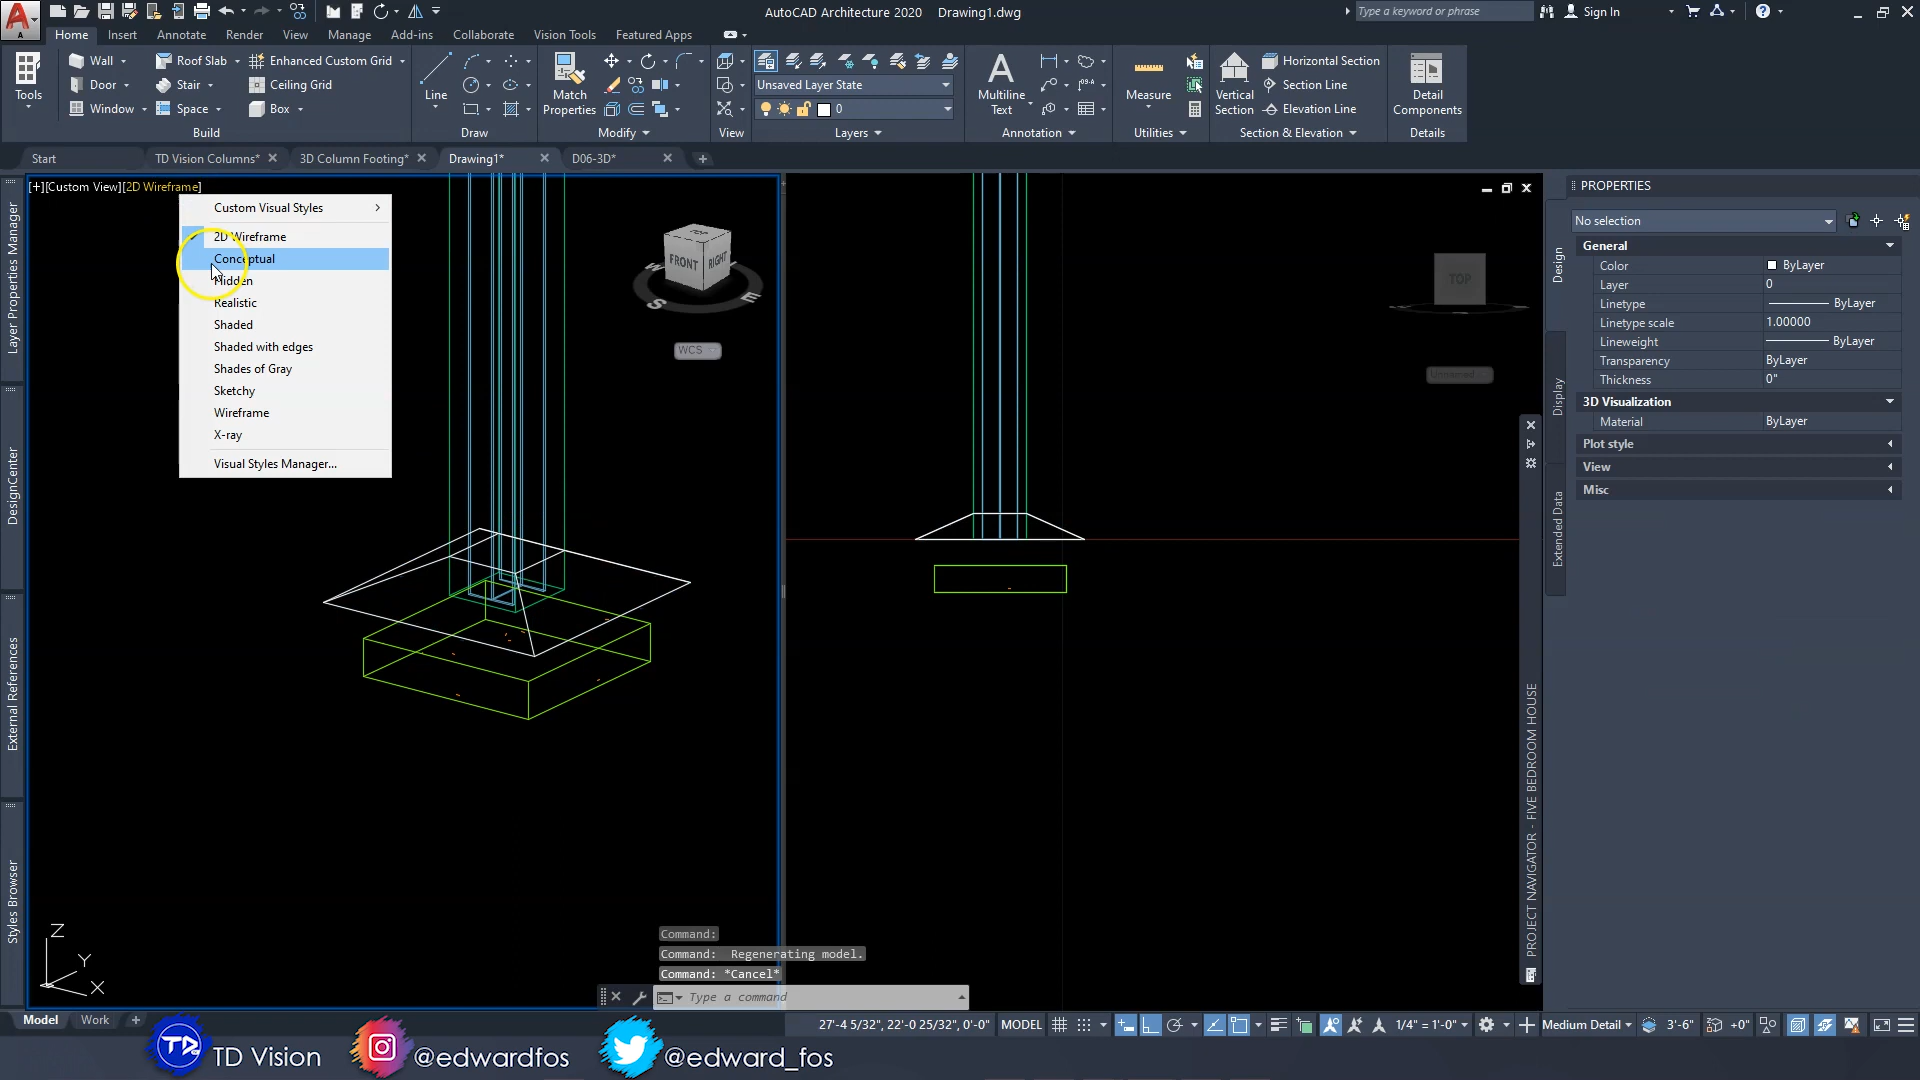 AutoCAD Architecture 2020 Drawing1.dwg
Type a keyword or phrase
Sign In
Home Insert Annotate Render View Manage Add-ins Collaborate Vision Tools Featured Apps
Tools
Wall
Door
Window
Roof Slab
Stair
Space
Enhanced Custom Grid
Ceiling Grid
Box
Build
Line
Draw
Match
Properties
Modify
View
Unsaved Layer State
0
Layers
A
Multiline
Text
Annotation
Measure
Utilities
Vertical
Section
Horizontal Section
Section Line
Elevation Line
Section & Elevation
Detail
Components
Details
Start
TD Vision Columns*
3D Column Footing*
Drawing1*
D06-3D*
[+][Custom View][2D Wireframe]
Custom Visual Styles
2D Wireframe
Conceptual
Hidden
Realistic
Shaded
Shaded with edges
Shades of Gray
Sketchy
Wireframe
X-ray
Visual Styles Manager...
TOP
FRONT
RIGHT
W
S
E
WCS
TOP
Unnamed
Layer Properties Manager
DesignCenter
External References
Styles Browser
PROPERTIES
No selection
General
Color ByLayer
Layer 0
Linetype ByLayer
Linetype scale 1.00000
Lineweight ByLayer
Transparency ByLayer
Thickness 0"
3D Visualization
Material ByLayer
Plot style
View
Misc
Design
Display
Extended Data
PROJECT NAVIGATOR - FIVE BEDROOM HOUSE
Z
Y
X
Command:
Command: Regenerating model.
Command: *Cancel*
Type a command
Model Work
27'-4 5/32", 22'-0 25/32", 0'-0"
MODEL
1/4" = 1'-0"
Medium Detail
3'-6"
+0"
TD Vision
@edwardfos
@edward_fos